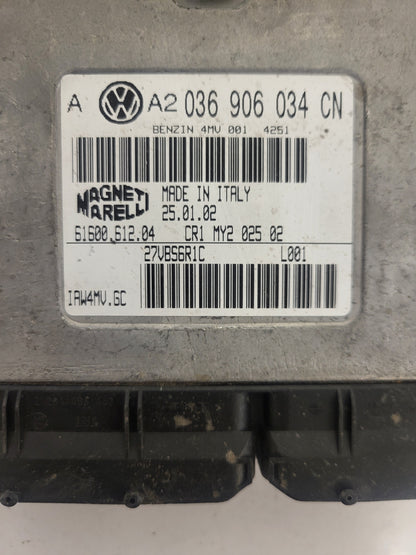 A VW A2 036 906 034 CN
BENZIN 4MV 001 4251
MAGNETI MARELLI
MADE IN ITALY
25.01.02
61600.612.04 CR1 MY2 025 02
27VBS6R1C L001
IAW4MV.GC